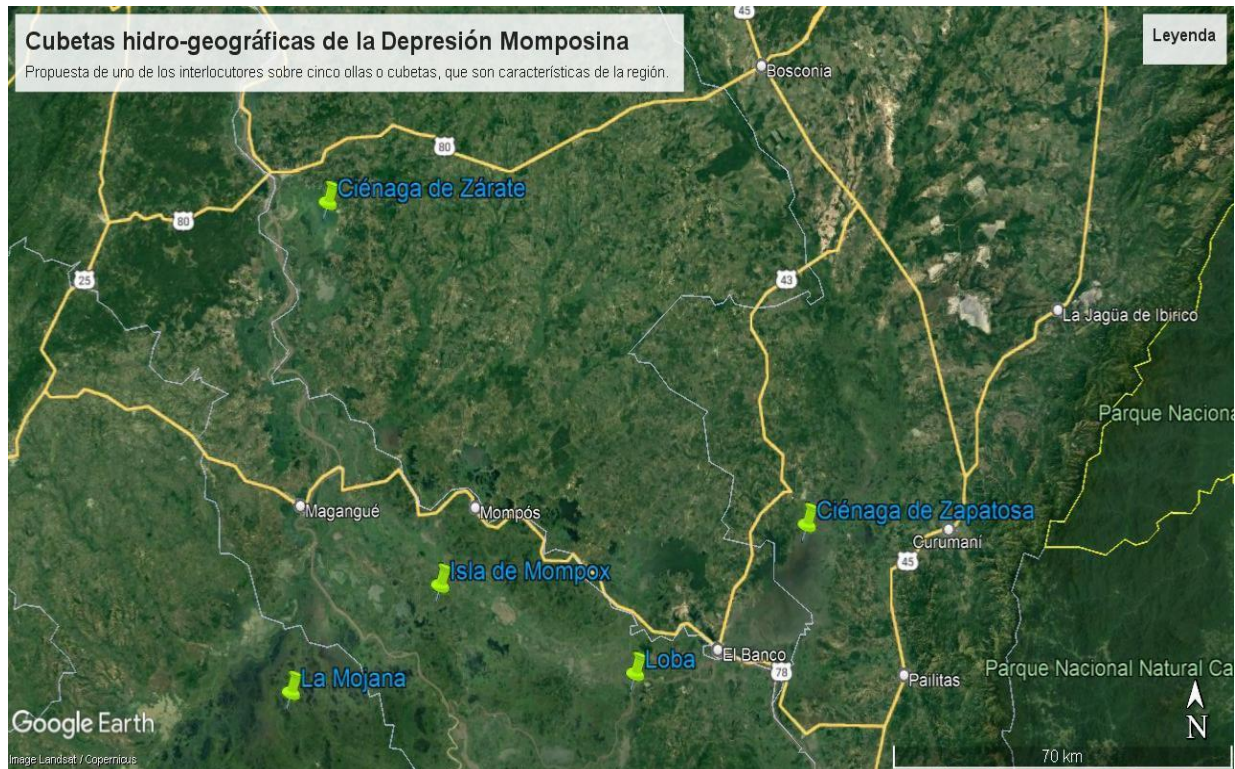 Cubetas hidro-geográficas de la Depresión Momposina
Propuesta de uno de los interlocutores sobre cinco ollas o cubetas, que son características de la región.
Leyenda
45
Bosconia
80
Ciénaga de Zárate
80
25
43
La Jagüa de Ibirico
Parque Naciona
Magangué
Mompós
Ciénaga de Zapatosa
Curumaní
45
Isla de Mompox
La Mojana
Loba
El Banco
78
Pailitas
Parque Nacional Natural Ca
N
Google Earth
70 km
Image Landsat / Copernicus